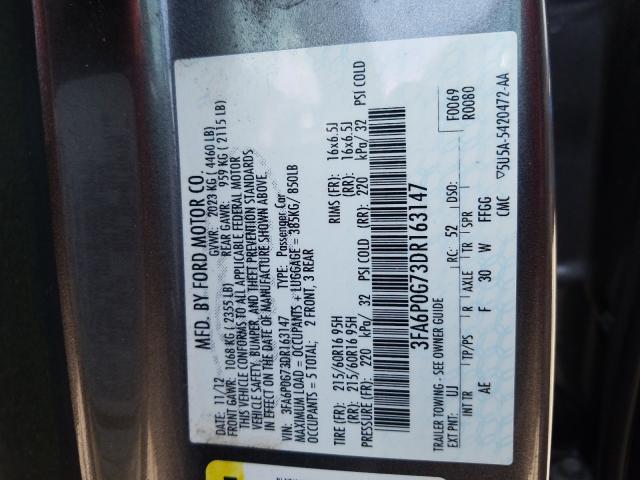 MFD. BY FORD MOTOR CO.
DATE: 11/12 GVWR: 2023 KG ( 4460 LB)
FRONT GAWR: 1068 KG ( 2355 LB) REAR GAWR: 959 KG ( 2115 LB)
THIS VEHICLE CONFORMS TO ALL APPLICABLE FEDERAL MOTOR
VEHICLE SAFETY, BUMPER, AND THEFT PREVENTION STANDARDS
IN EFFECT ON THE DATE OF MANUFACTURE SHOWN ABOVE.
VIN: 3FA6P0G73DR163147 TYPE: Passenger Car
MAXIMUM LOAD = OCCUPANTS + LUGGAGE = 385KG/ 850LB
OCCUPANTS = 5 TOTAL: 2 FRONT, 3 REAR
TIRE (FR): 215/60R16 95H RIMS (FR): 16x6.5J
(RR): 215/60R16 95H (RR): 16x6.5J
PRESSURE (FR): 220 kPa/ 32 PSI COLD (RR): 220 kPa/ 32 PSI COLD
3FA6P0G73DR163147
TRAILER TOWING - SEE OWNER GUIDE
F0069
R0080
EXT PNT: UJ RC: 52 DSO:
INT TR TP/PS R AXLE TR SPR
AE F 30 W FFGG
CMC 5U5A-5420472-AA